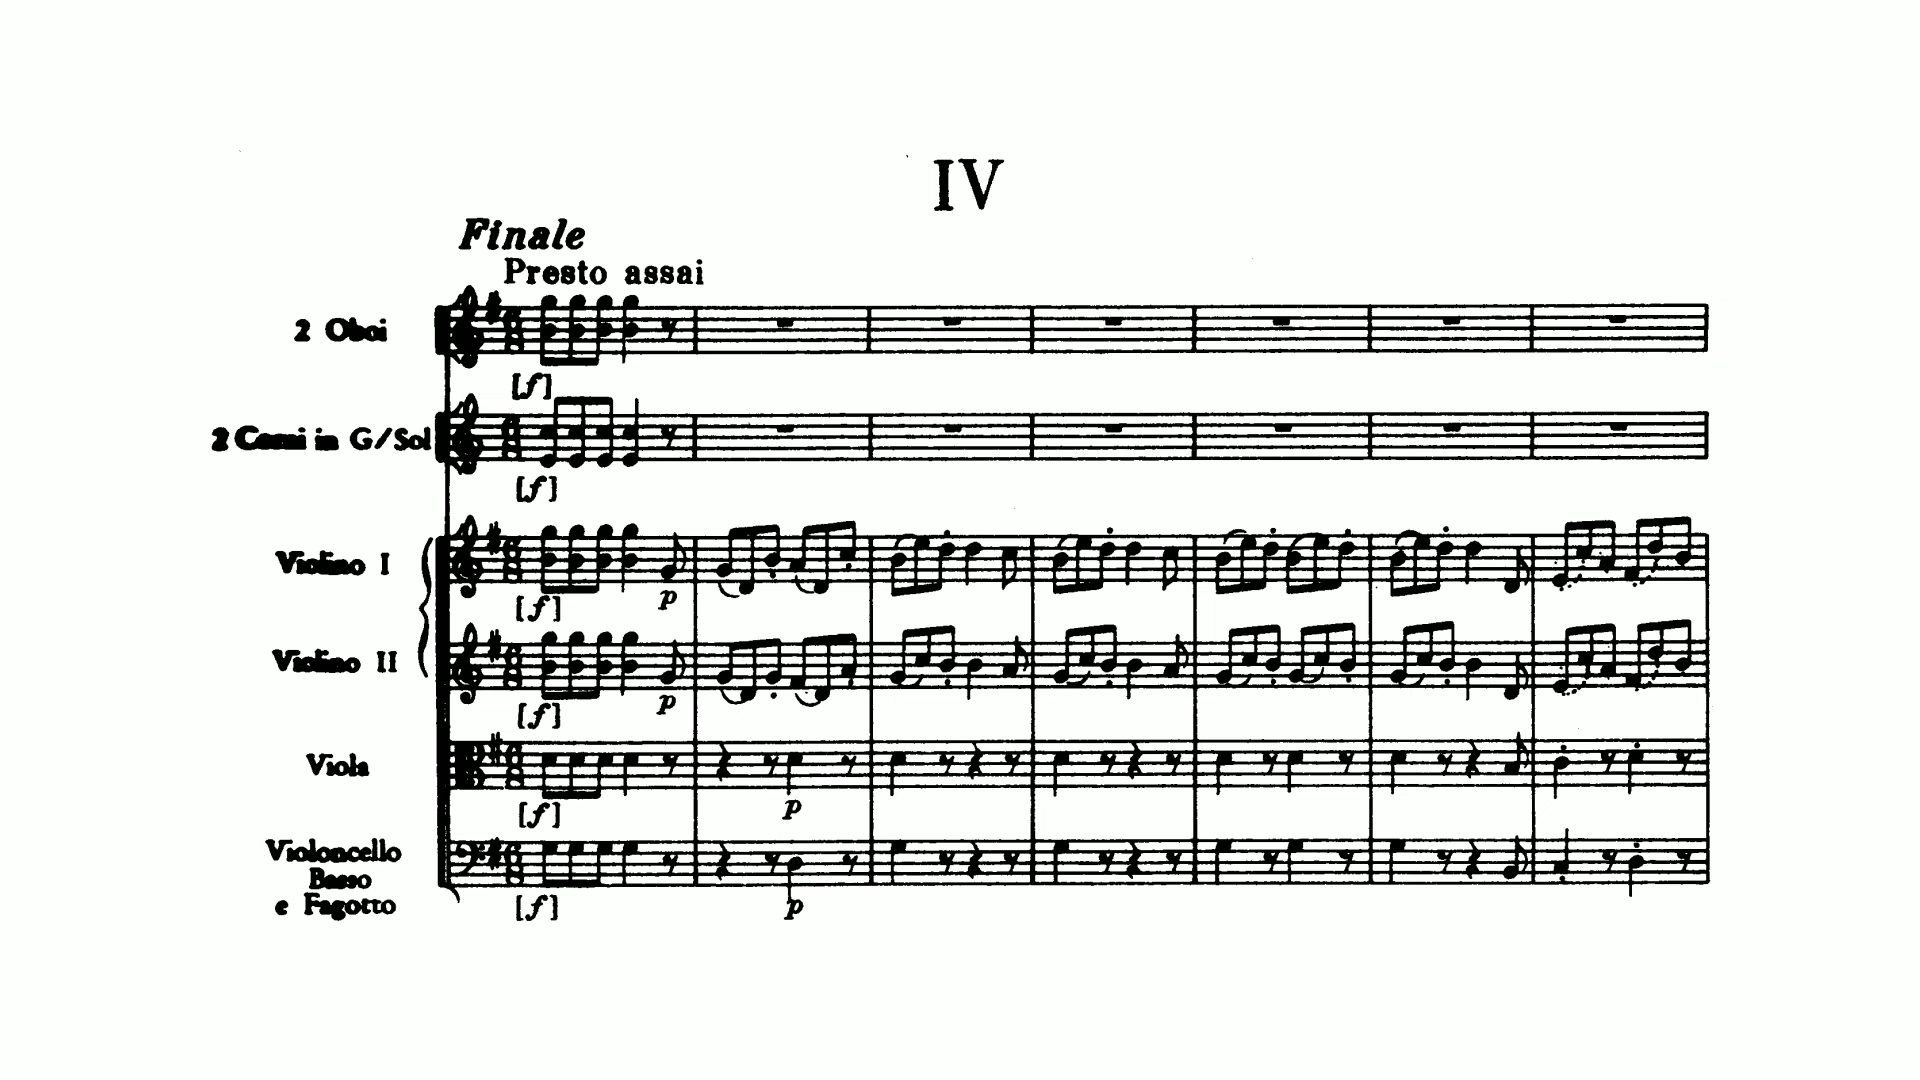 IV
Finale
Presto assai
2 Oboi
[f]
2 Corni in G/Sol
[f]
Violino I
[f]
p
Violino II
[f]
p
Viola
[f]
p
Violoncello
Basso
e Fagotto
[f]
p